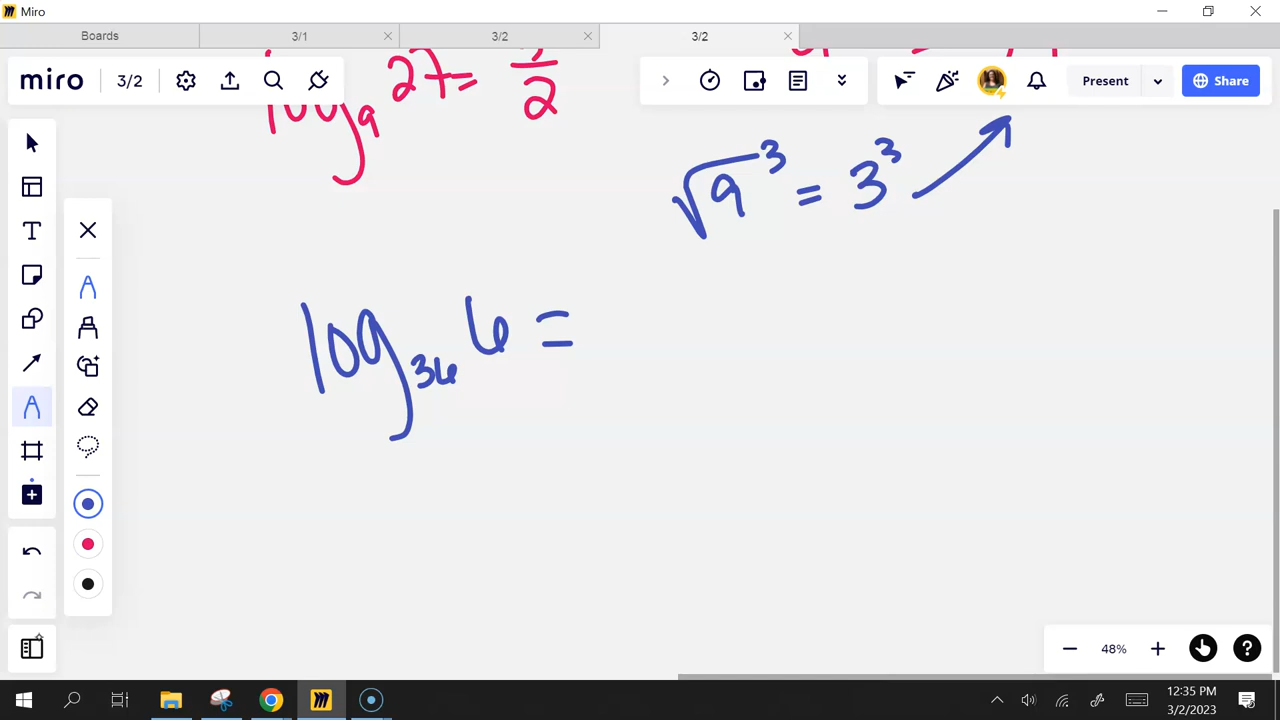 Miro
Boards
3/1
3/2
3/2
miro
3/2
Present
Share
log₉ 27 = 3/2
√9³ = 3³
log₃₆ 6 =
48%
12:35 PM
3/2/2023